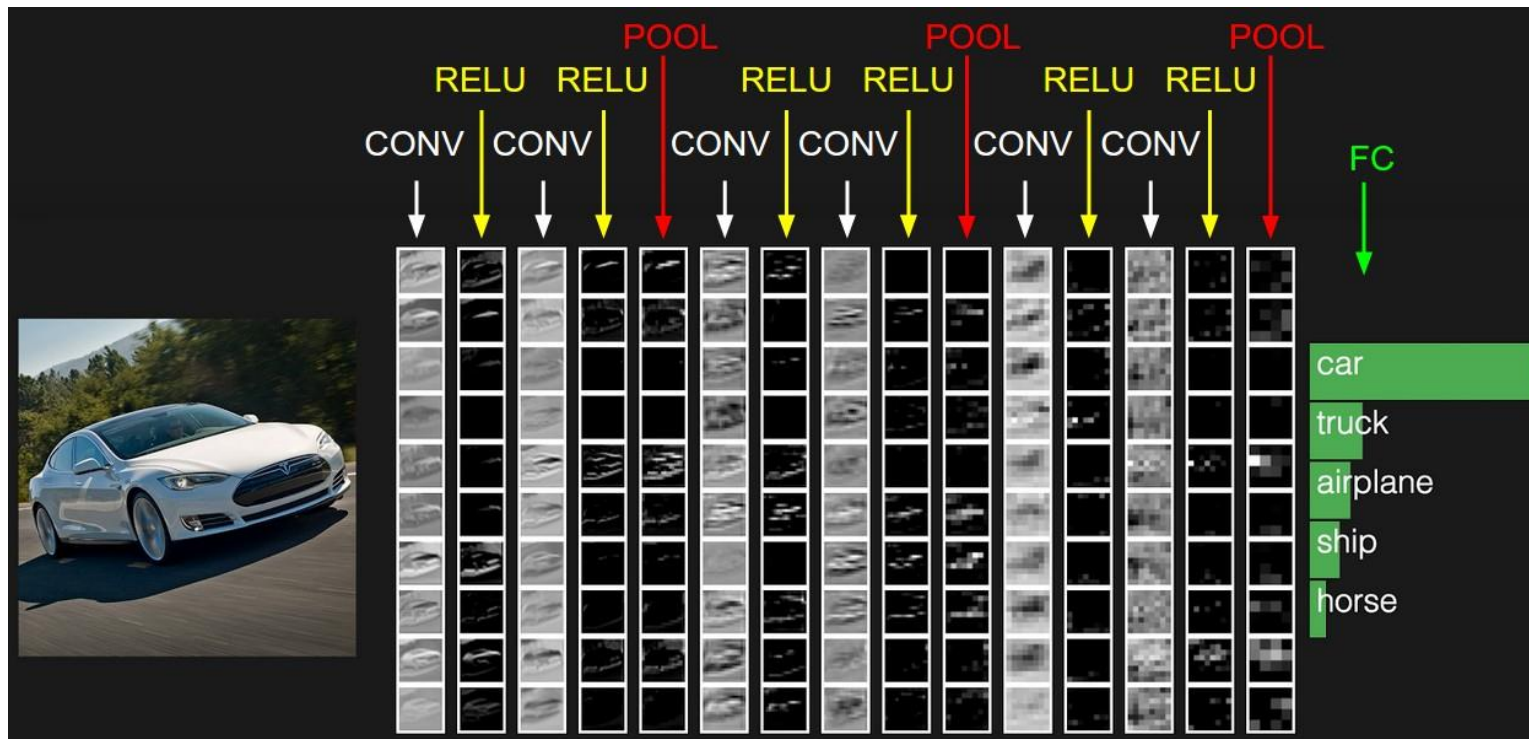 POOL POOL POOL
RELU RELU RELU RELU RELU RELU
CONV CONV CONV CONV CONV CONV
FC
car
truck
airplane
ship
horse